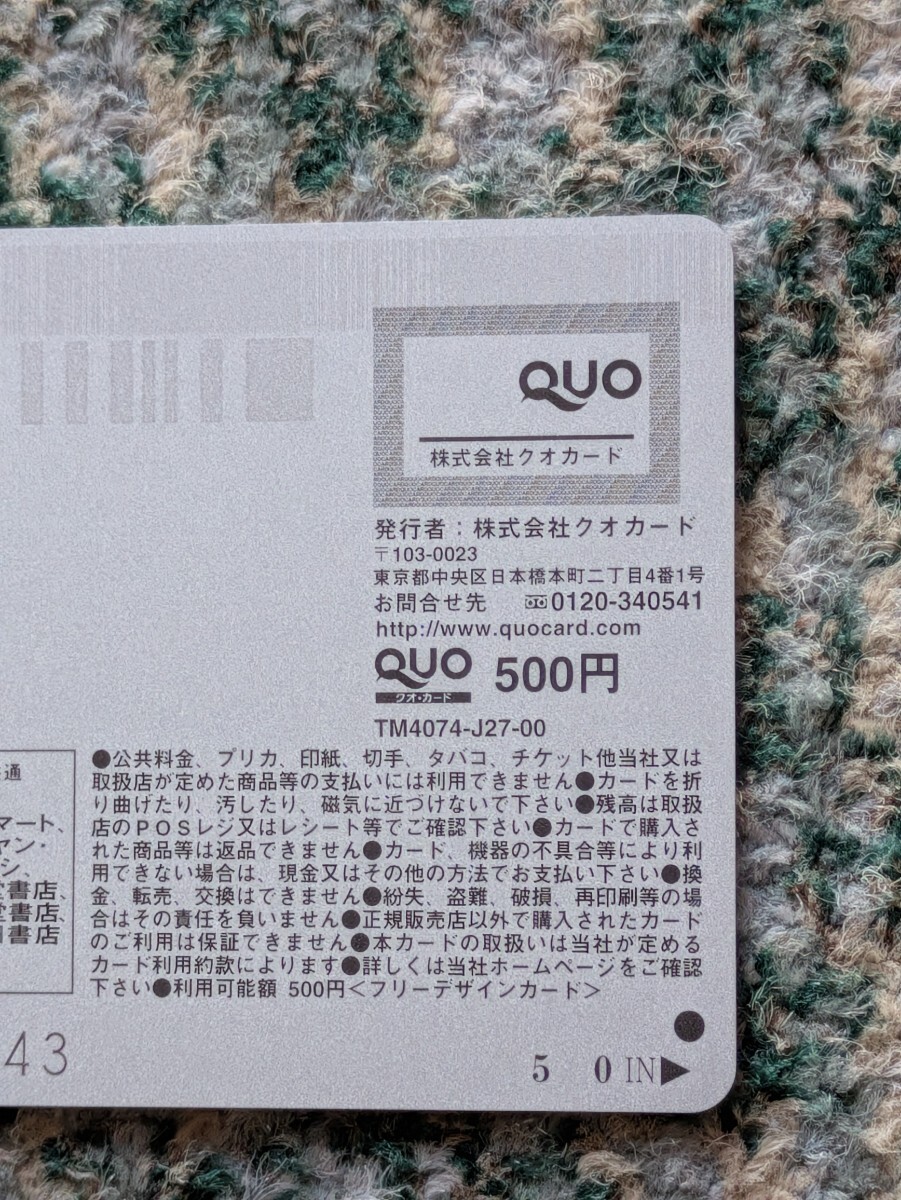 QUO
株式会社クオカード
発行者：株式会社クオカード
〒103-0023
東京都中央区日本橋本町二丁目4番1号
お問合せ先 0120-340541
http://www.quocard.com
QUO 500円
クオ・カード
TM4074-J27-00
通
マート、
ァン・
シ、
堂書店、
堂書店、
書店
●公共料金、プリカ、印紙、切手、タバコ、チケット他当社又は
取扱店が定めた商品等の支払いには利用できません●カードを折
り曲げたり、汚したり、磁気に近づけないで下さい●残高は取扱
店のPOSレジ又はレシート等でご確認下さい●カードで購入さ
れた商品等は返品できません●カード、機器の不具合等により利
用できない場合は、現金又はその他の方法でお支払い下さい●換
金、転売、交換はできません●紛失、盗難、破損、再印刷等の場
合はその責任を負いません●正規販売店以外で購入されたカード
のご利用は保証できません●本カードの取扱いは当社が定める
カード利用約款によります●詳しくは当社ホームページをご確認
下さい●利用可能額 500円＜フリーデザインカード＞
43
5 0 IN▶